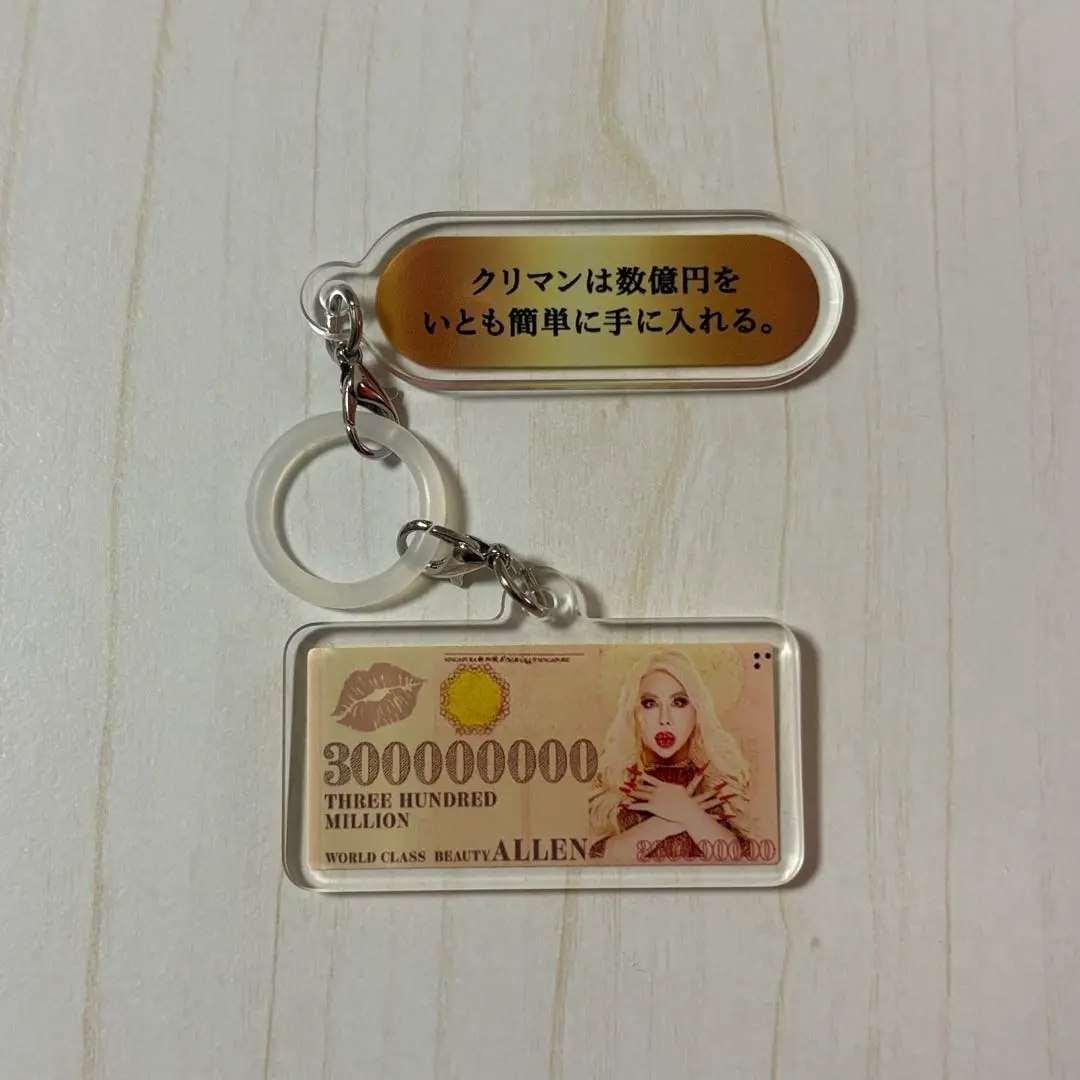 クリマンは数億円を
いとも簡単に手に入れる。
300000000
THREE HUNDRED
MILLION
WORLD CLASS BEAUTY ALLEN
300000000